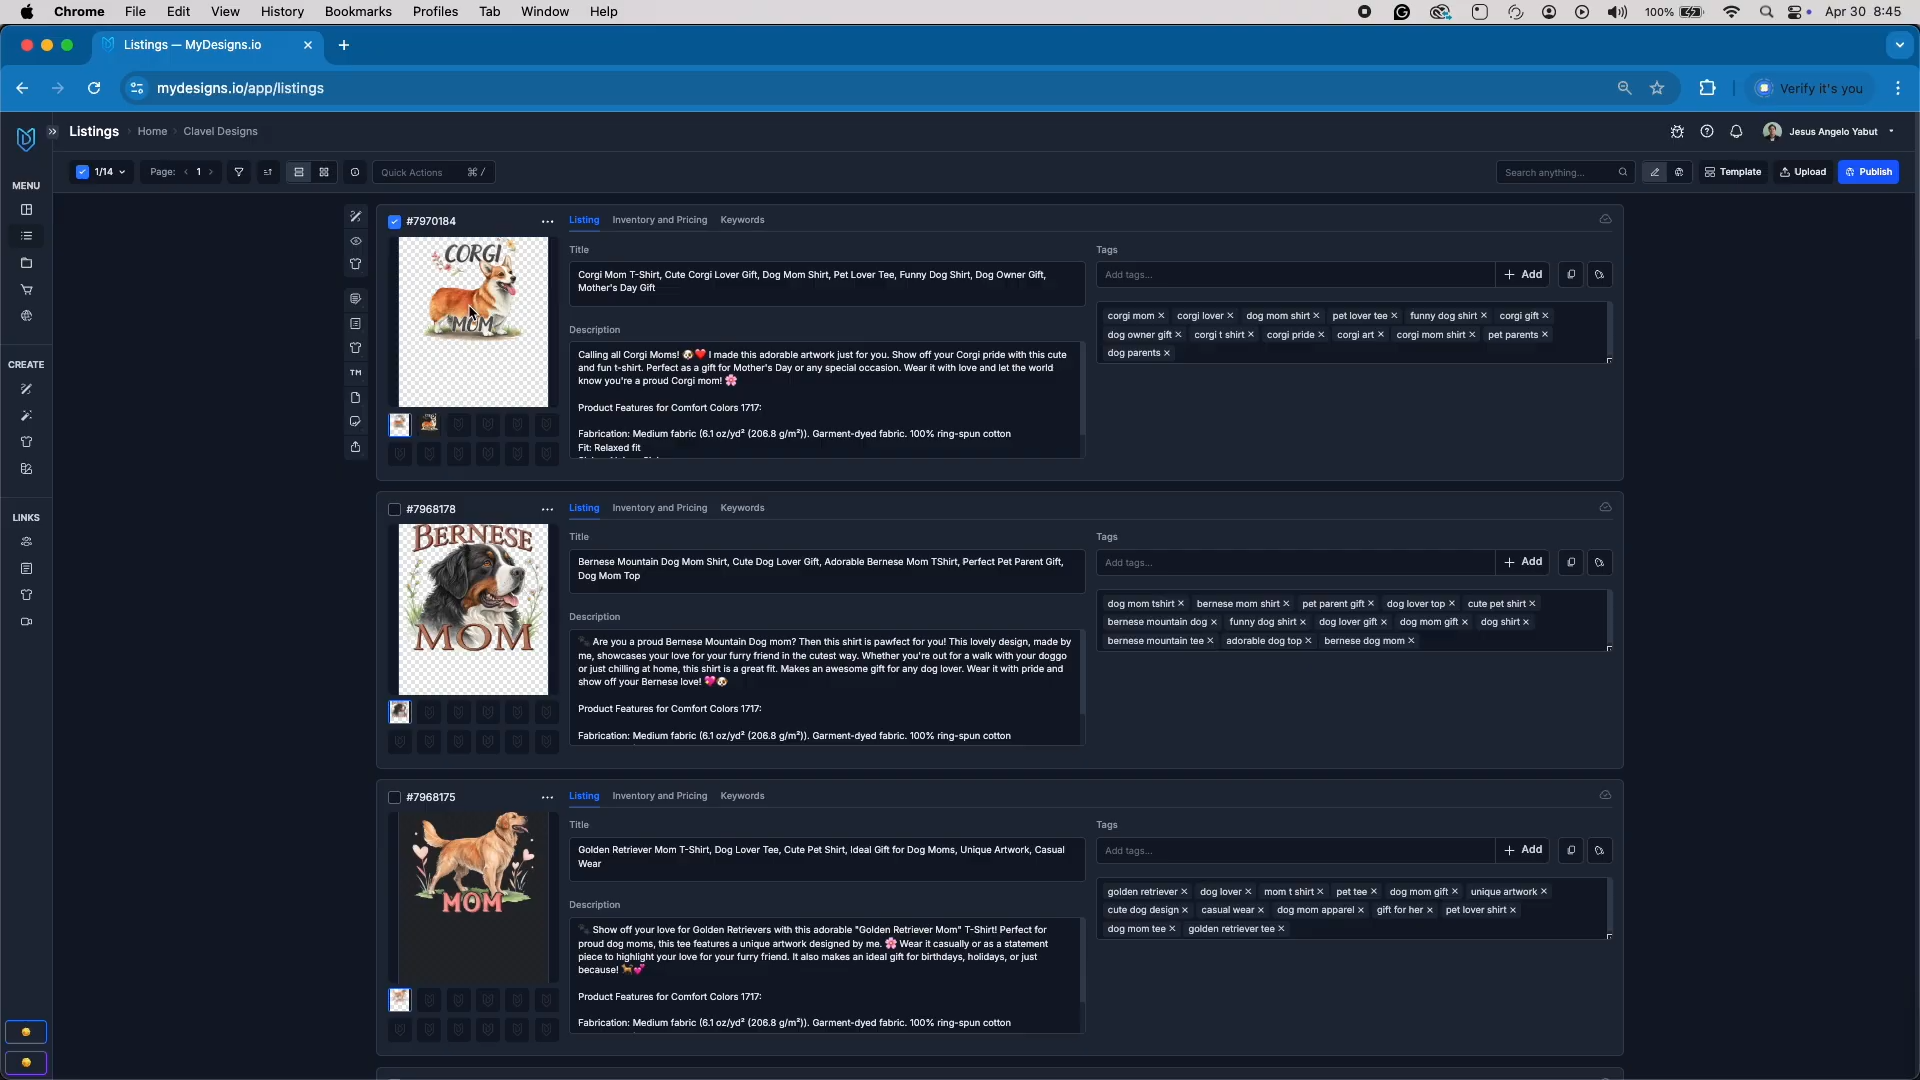 Chrome File Edit View History Bookmarks Profiles Tab Window Help 100% Apr 30 8:45
Listings — MyDesigns.io
mydesigns.io/app/listings Verify it's you
Listings Home Clavel Designs Jesus Angelo Yabut
1/14 Page: 1 Quick Actions ⌘ / Search anything... Template Upload Publish
MENU
CREATE
LINKS
TM
#7970184 Listing Inventory and Pricing Keywords
CORGI
MOM
Title
Corgi Mom T-Shirt, Cute Corgi Lover Gift, Dog Mom Shirt, Pet Lover Tee, Funny Dog Shirt, Dog Owner Gift,
Mother's Day Gift
Description
Calling all Corgi Moms! 🐶❤️ I made this adorable artwork just for you. Show off your Corgi pride with this cute
and fun t-shirt. Perfect as a gift for Mother's Day or any special occasion. Wear it with love and let the world
know you're a proud Corgi mom! 🌸
Product Features for Comfort Colors 1717:
Fabrication: Medium fabric (6.1 oz/yd² (206.8 g/m²)). Garment-dyed fabric. 100% ring-spun cotton
Fit: Relaxed fit
Tags
Add tags... + Add
corgi mom × corgi lover × dog mom shirt × pet lover tee × funny dog shirt × corgi gift ×
dog owner gift × corgi t shirt × corgi pride × corgi art × corgi mom shirt × pet parents ×
dog parents ×
#7968178 Listing Inventory and Pricing Keywords
BERNESE
MOM
Title
Bernese Mountain Dog Mom Shirt, Cute Dog Lover Gift, Adorable Bernese Mom TShirt, Perfect Pet Parent Gift,
Dog Mom Top
Description
🐾 Are you a proud Bernese Mountain Dog mom? Then this shirt is pawfect for you! This lovely design, made by
me, showcases your love for your furry friend in the cutest way. Whether you're out for a walk with your doggo
or just chilling at home, this shirt is a great fit. Makes an awesome gift for any dog lover. Wear it with pride and
show off your Bernese love! 💖🐶
Product Features for Comfort Colors 1717:
Fabrication: Medium fabric (6.1 oz/yd² (206.8 g/m²)). Garment-dyed fabric. 100% ring-spun cotton
Tags
Add tags... + Add
dog mom tshirt × bernese mom shirt × pet parent gift × dog lover top × cute pet shirt ×
bernese mountain dog × funny dog shirt × dog lover gift × dog mom gift × dog shirt ×
bernese mountain tee × adorable dog top × bernese dog mom ×
#7968175 Listing Inventory and Pricing Keywords
MOM
Title
Golden Retriever Mom T-Shirt, Dog Lover Tee, Cute Pet Shirt, Ideal Gift for Dog Moms, Unique Artwork, Casual
Wear
Description
🐾 Show off your love for Golden Retrievers with this adorable "Golden Retriever Mom" T-Shirt! Perfect for
proud dog moms, this tee features a unique artwork designed by me. 🌸 Wear it casually or as a statement
piece to highlight your love for your furry friend. It also makes an ideal gift for birthdays, holidays, or just
because! 🐕💕
Product Features for Comfort Colors 1717:
Fabrication: Medium fabric (6.1 oz/yd² (206.8 g/m²)). Garment-dyed fabric. 100% ring-spun cotton
Tags
Add tags... + Add
golden retriever × dog lover × mom t shirt × pet tee × dog mom gift × unique artwork ×
cute dog design × casual wear × dog mom apparel × gift for her × pet lover shirt ×
dog mom tee × golden retriever tee ×